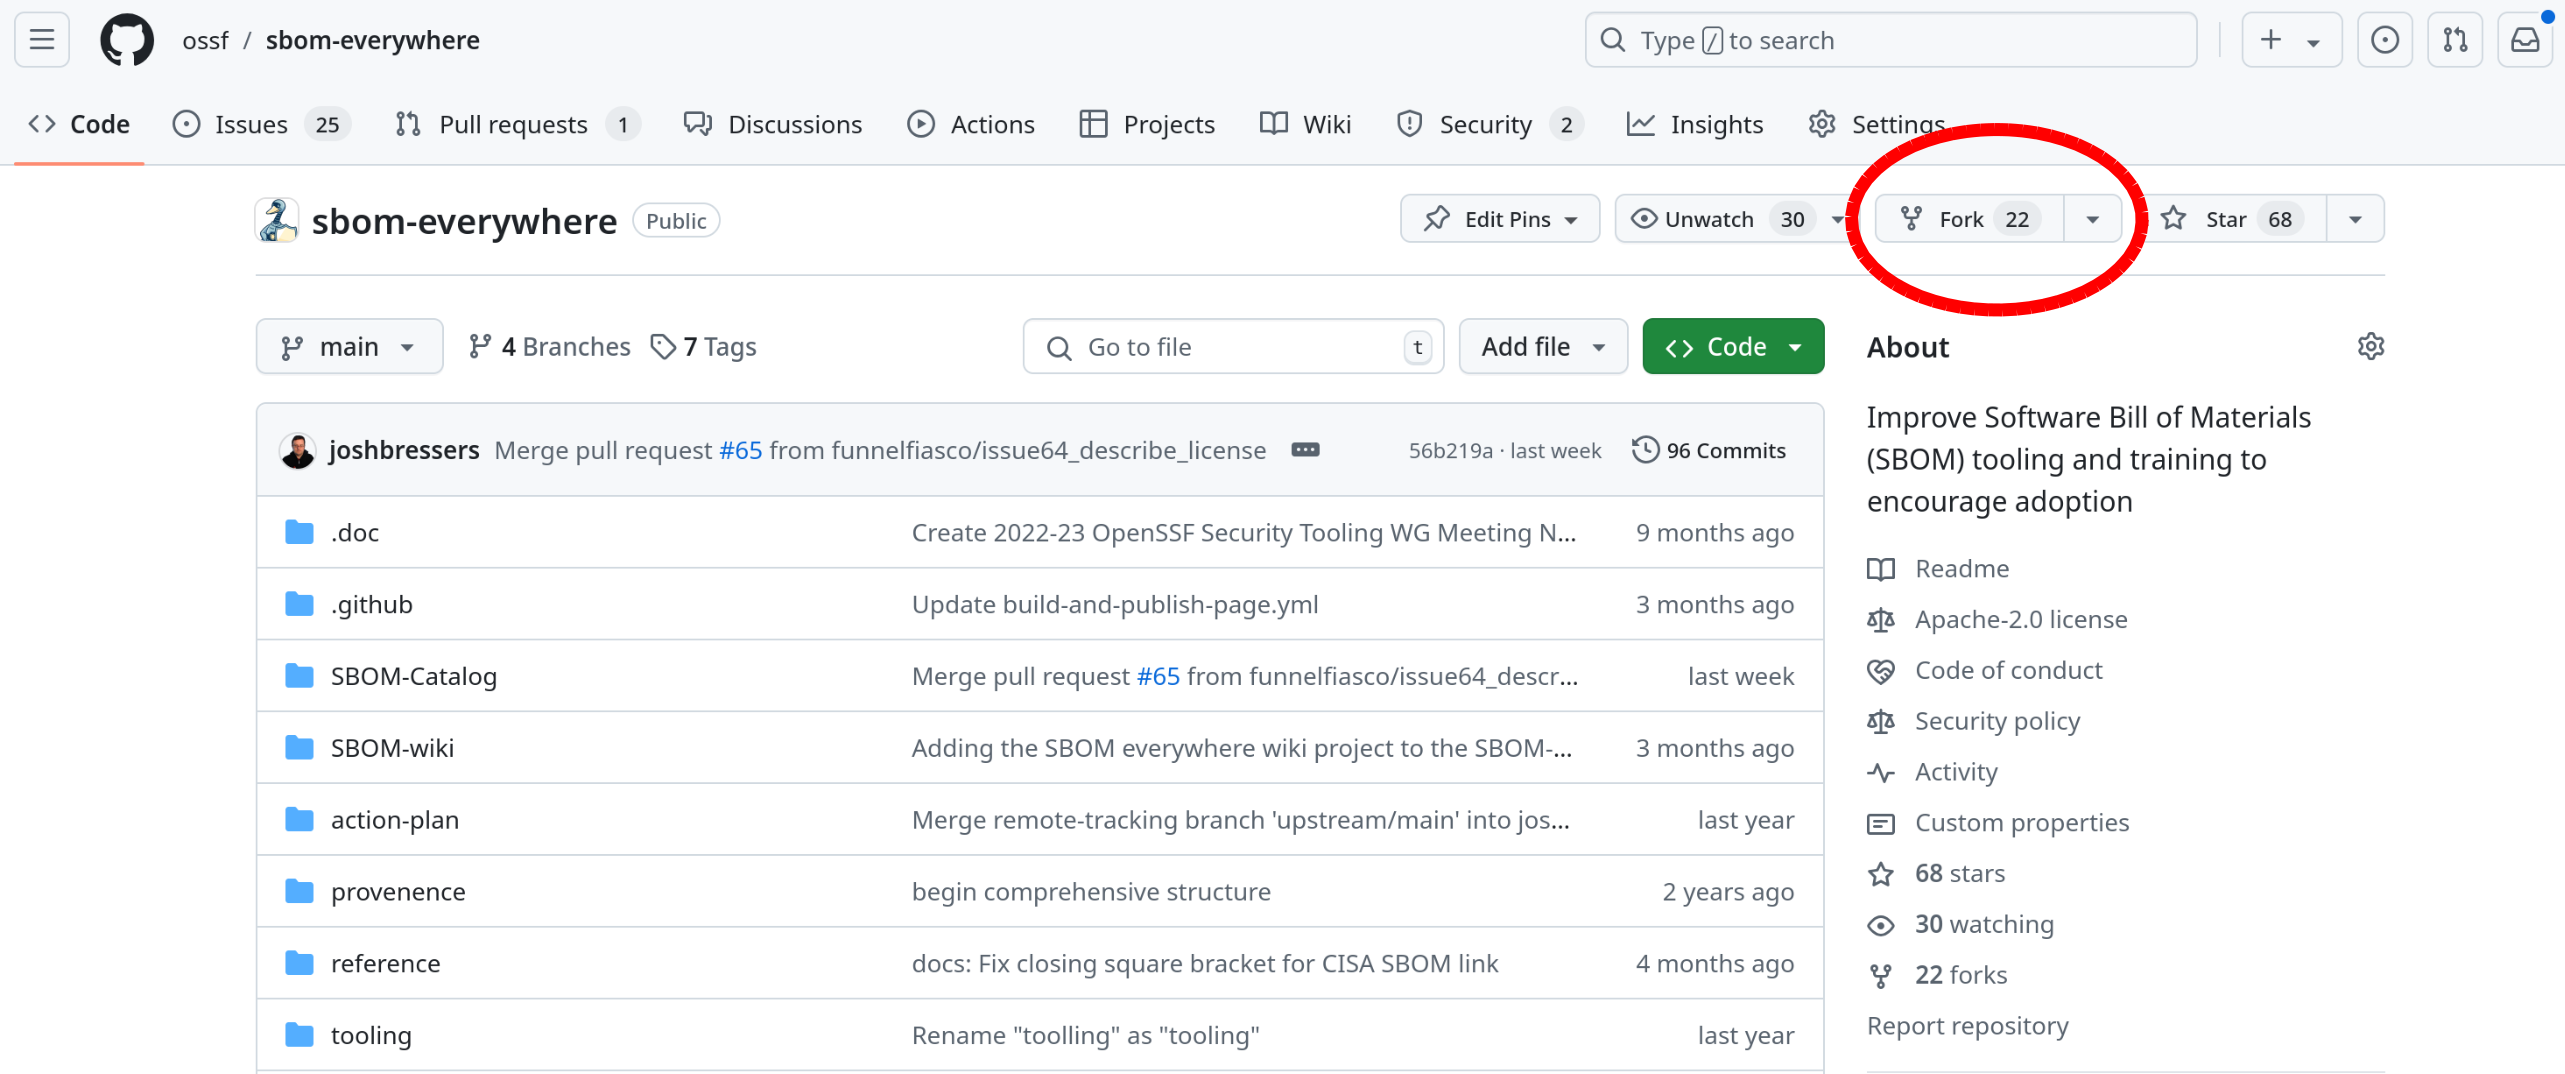 ossf / sbom-everywhere
Type / to search
Code Issues 25 Pull requests 1 Discussions Actions Projects Wiki Security 2 Insights Settings
sbom-everywhere Public
Edit Pins Unwatch 30 Fork 22 Star 68
main 4 Branches 7 Tags Go to file t Add file Code
joshbressers Merge pull request #65 from funnelfiasco/issue64_describe_license 56b219a · last week 96 Commits
.doc Create 2022-23 OpenSSF Security Tooling WG Meeting N... 9 months ago
.github Update build-and-publish-page.yml 3 months ago
SBOM-Catalog Merge pull request #65 from funnelfiasco/issue64_descr... last week
SBOM-wiki Adding the SBOM everywhere wiki project to the SBOM-... 3 months ago
action-plan Merge remote-tracking branch 'upstream/main' into jos... last year
provenence begin comprehensive structure 2 years ago
reference docs: Fix closing square bracket for CISA SBOM link 4 months ago
tooling Rename "toolling" as "tooling" last year
About
Improve Software Bill of Materials
(SBOM) tooling and training to
encourage adoption
Readme
Apache-2.0 license
Code of conduct
Security policy
Activity
Custom properties
68 stars
30 watching
22 forks
Report repository